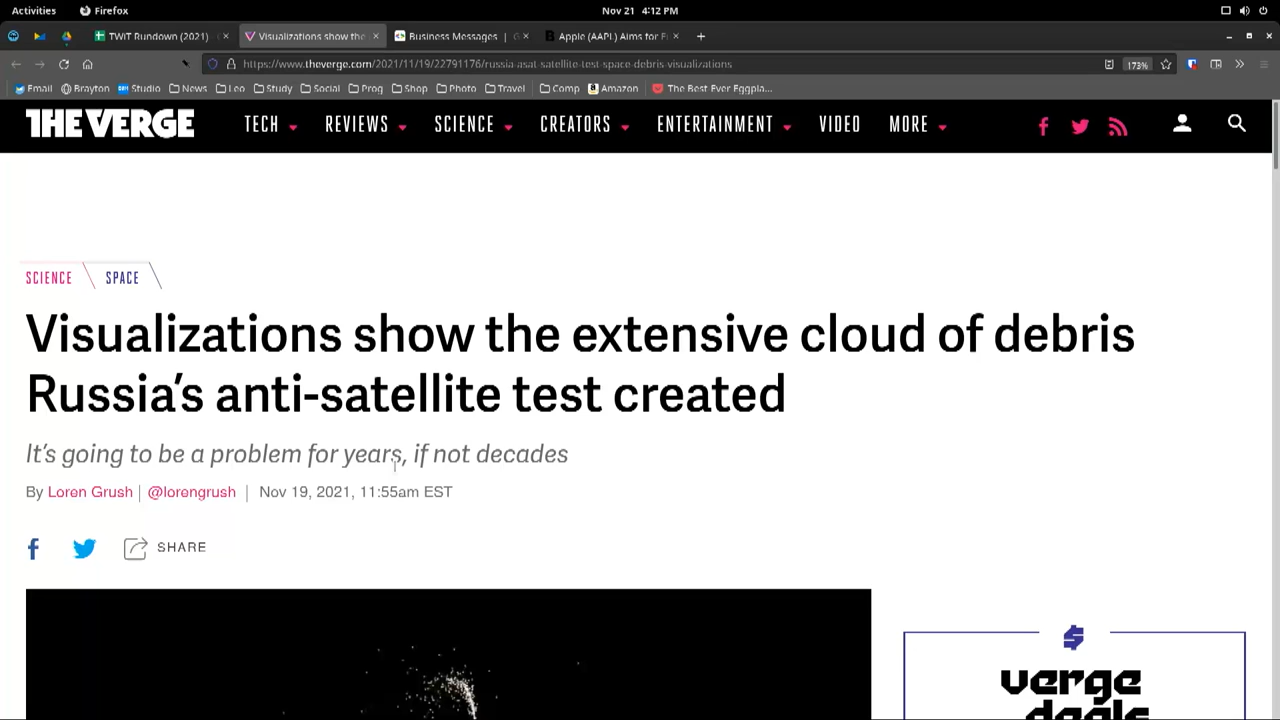 Activities Firefox Nov 21 4:12 PM
TWiT Rundown (2021) - Visualizations show the Business Messages | G Apple (AAPL) Aims for F
https://www.theverge.com/2021/11/19/22791176/russia-asat-satellite-test-space-debris-visualizations 173%
Email Brayton Studio News Leo Study Social Prog Shop Photo Travel Comp Amazon The Best Ever Eggpla...
THE VERGE TECH REVIEWS SCIENCE CREATORS ENTERTAINMENT VIDEO MORE
SCIENCE SPACE
Visualizations show the extensive cloud of debris
Russia's anti-satellite test created
It's going to be a problem for years, if not decades
By Loren Grush | @lorengrush | Nov 19, 2021, 11:55am EST
SHARE
verge
deals